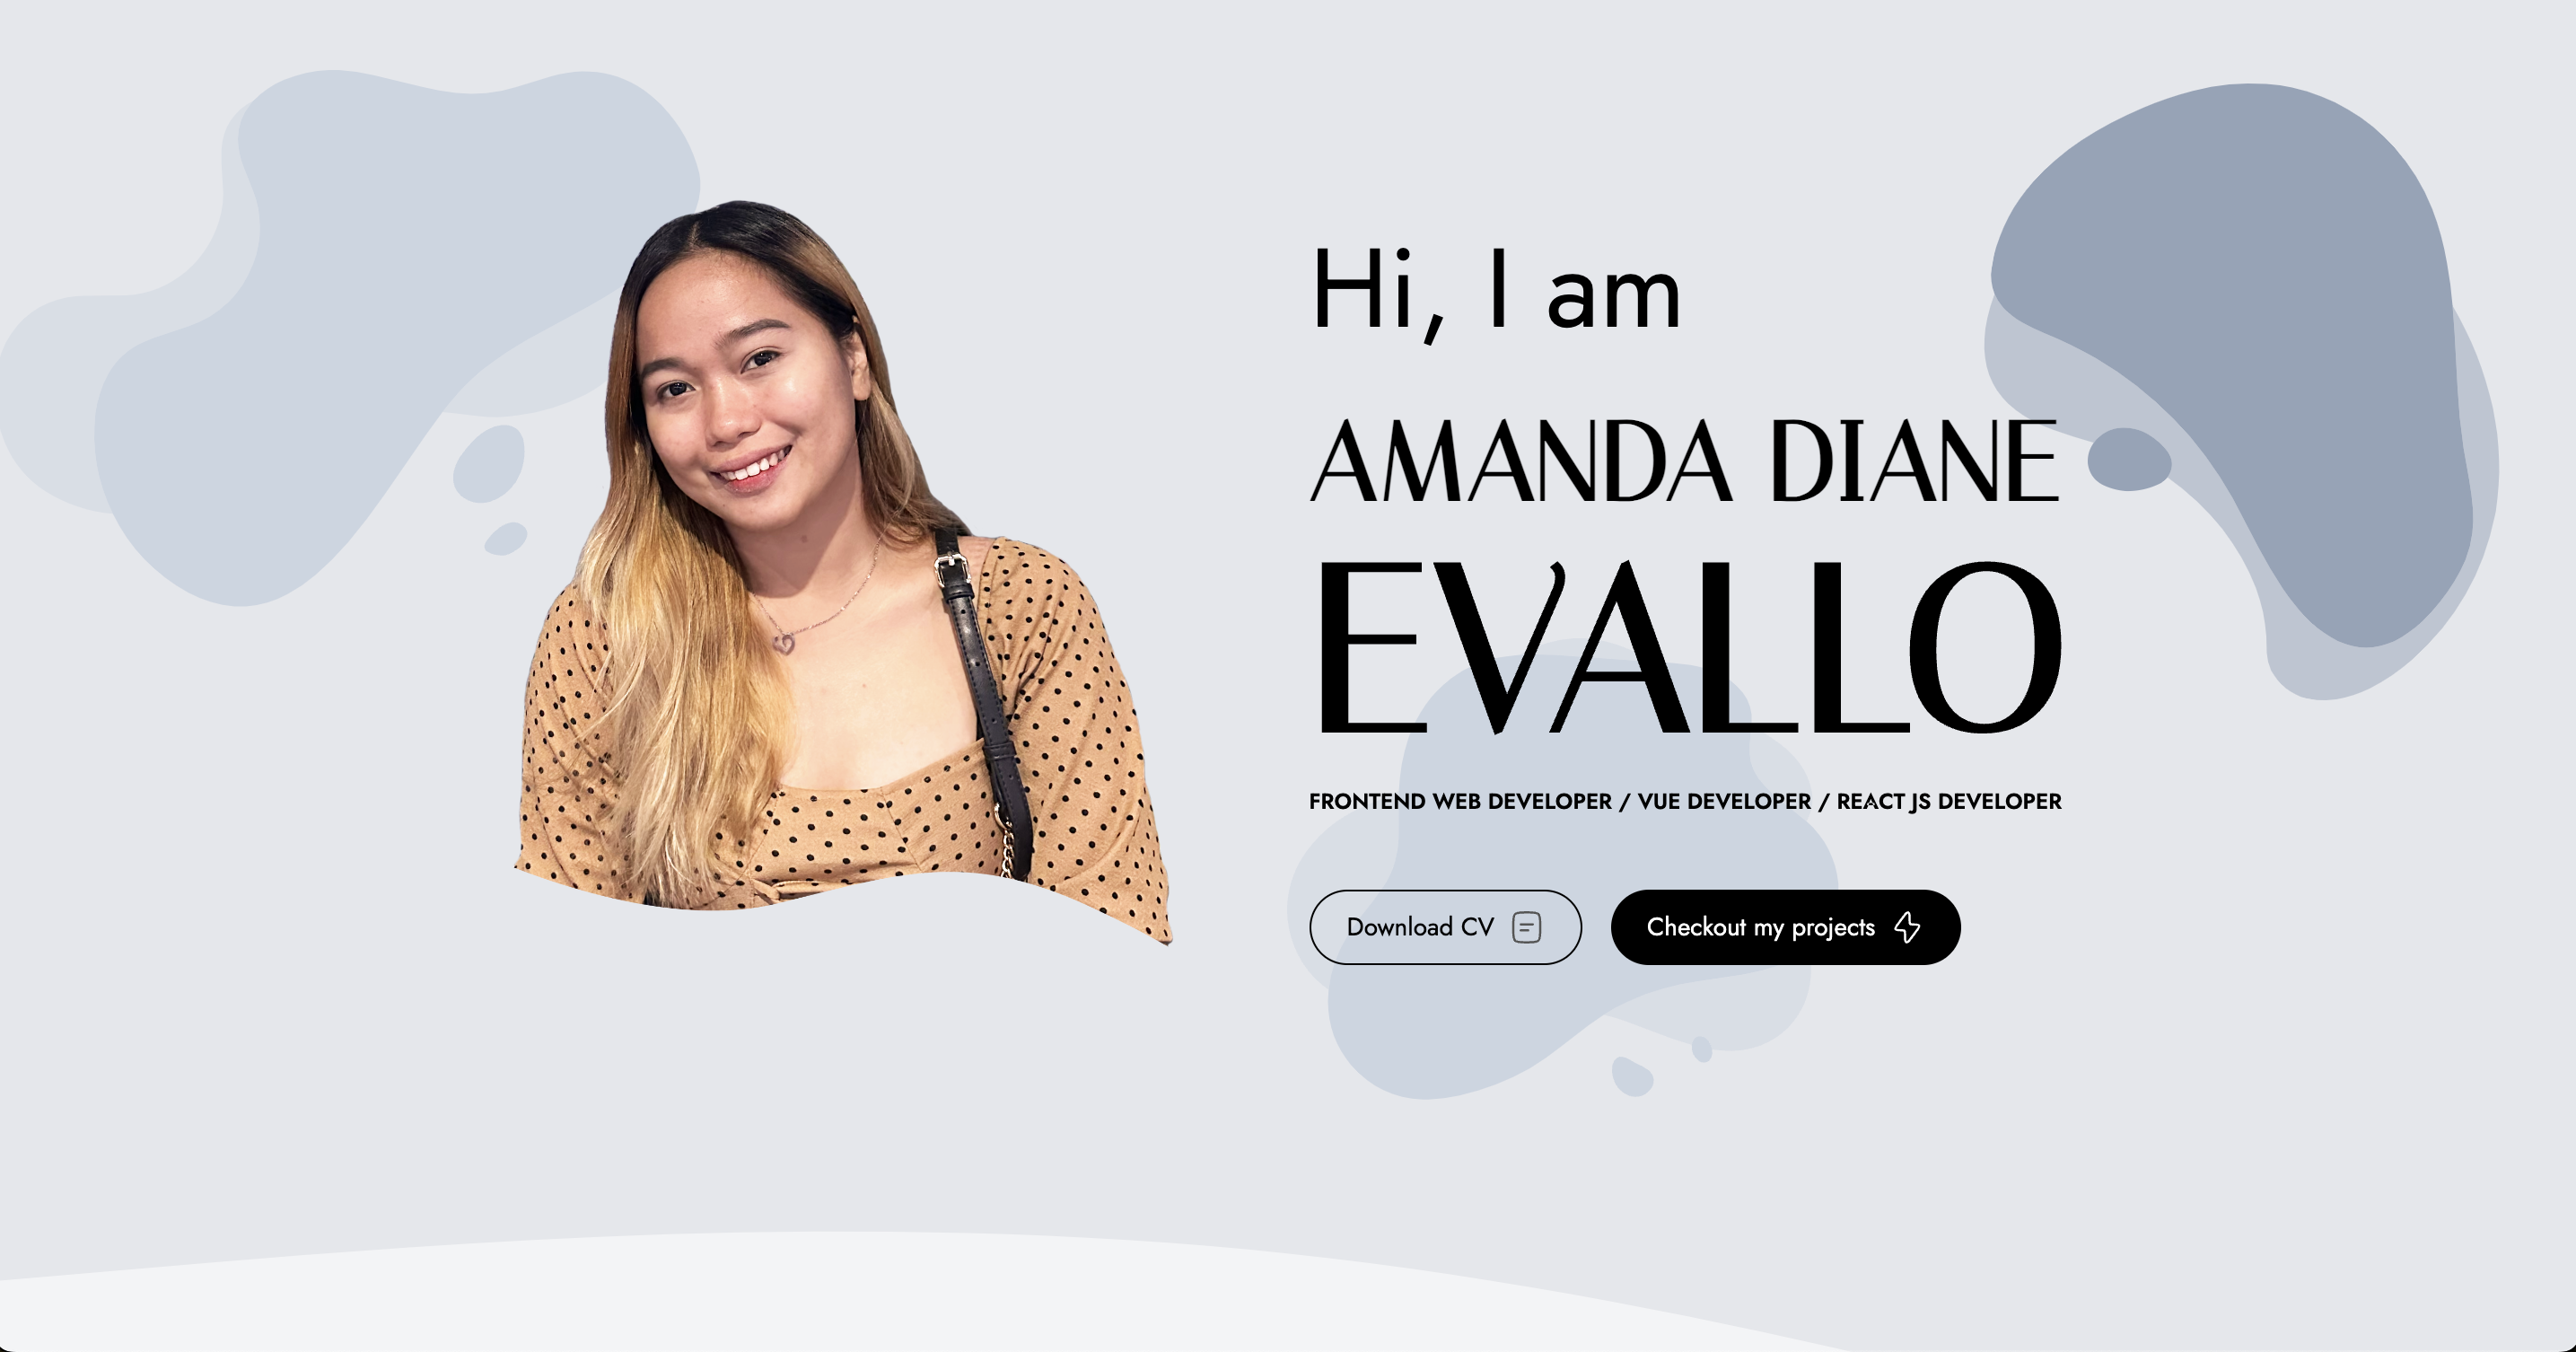 Hi, I am
AMANDA DIANE
EVALLO
FRONTEND WEB DEVELOPER / VUE DEVELOPER / REACT JS DEVELOPER
Download CV
Checkout my projects